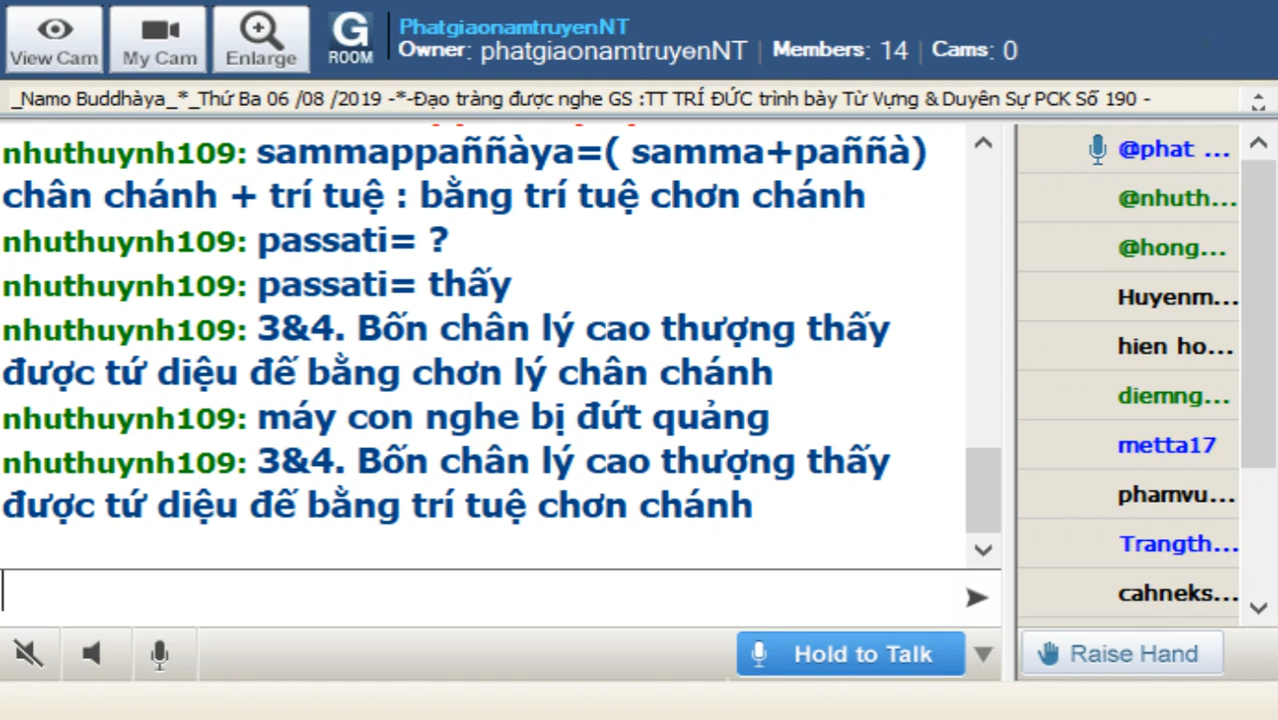 View Cam
My Cam
Enlarge
G
ROOM
PhatgiaonamtruyenNT
Owner: phatgiaonamtruyenNT | Members: 14 | Cams: 0
_Namo Buddhàya_*_Thứ Ba 06 /08 /2019 -*-Đạo tràng được nghe GS :TT TRÍ ĐỨC trình bày Từ Vựng & Duyên Sự PCK Số 190 -
nhuthuynh109: sammappaññàya=( samma+paññà)
chân chánh + trí tuệ : bằng trí tuệ chơn chánh
nhuthuynh109: passati= ?
nhuthuynh109: passati= thấy
nhuthuynh109: 3&4. Bốn chân lý cao thượng thấy
được tứ diệu đế bằng chơn lý chân chánh
nhuthuynh109: máy con nghe bị đứt quảng
nhuthuynh109: 3&4. Bốn chân lý cao thượng thấy
được tứ diệu đế bằng trí tuệ chơn chánh
@phat ...
@nhuth...
@hong...
Huyenm...
hien ho...
diemng...
metta17
phamvu...
Trangth...
cahneks...
Hold to Talk
Raise Hand